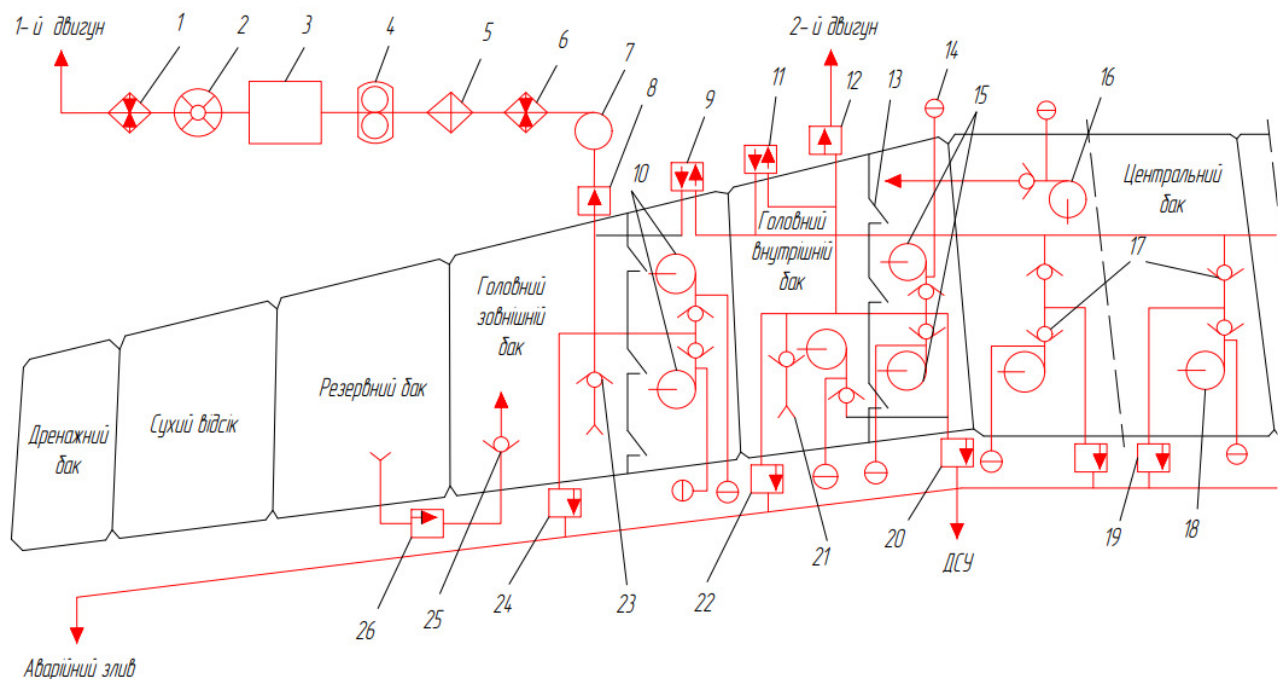 1- й двигун
1
2
3
4
5
6
7
8
9
10
11
2- й двигун
12
13
14
15
16
Центральний
бак
17
Головний
внутрішній
бак
Головний
зовнішній
бак
Резервний бак
Сухий відсік
Дренажний
бак
26
25
24
23
22
21
20
ДСУ
19
18
Аварійний злив